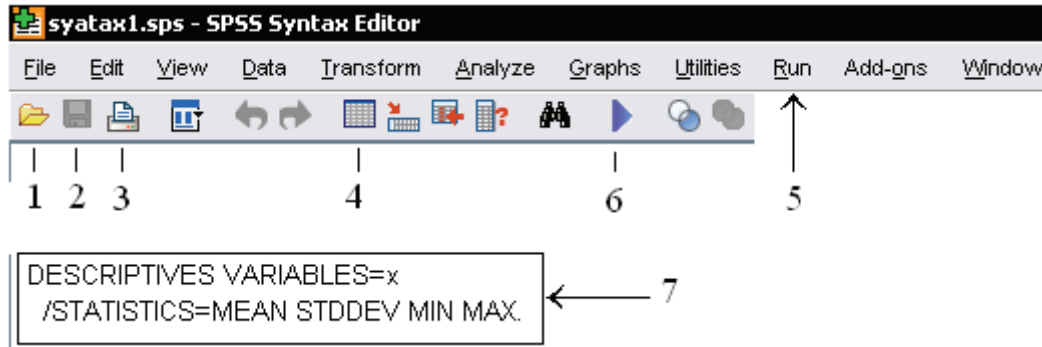 syatax1.sps - SPSS Syntax Editor
File Edit View Data Transform Analyze Graphs Utilities Run Add-ons Window
1 2 3 4 6 5
DESCRIPTIVES VARIABLES=x
/STATISTICS=MEAN STDDEV MIN MAX.
7